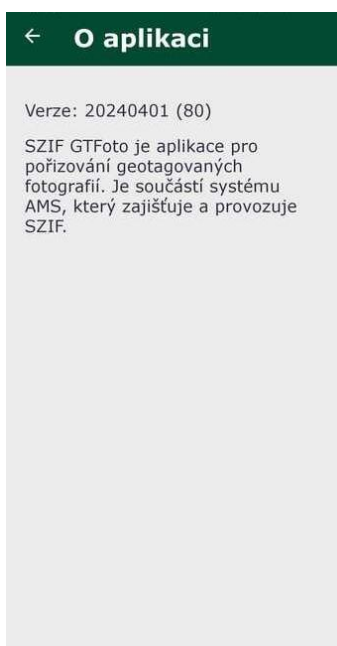 O aplikaci
Verze: 20240401 (80)
SZIF GTFoto je aplikace pro
pořizování geotagovaných
fotografií. Je součástí systému
AMS, který zajišťuje a provozuje
SZIF.